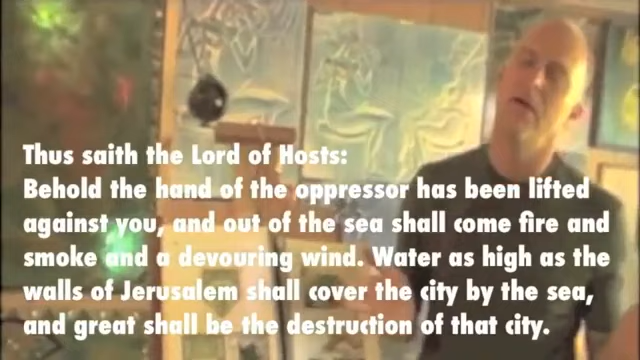 Thus saith the Lord of Hosts:
Behold the hand of the oppressor has been lifted
against you, and out of the sea shall come fire and
smoke and a devouring wind. Water as high as the
walls of Jerusalem shall cover the city by the sea,
and great shall be the destruction of that city.